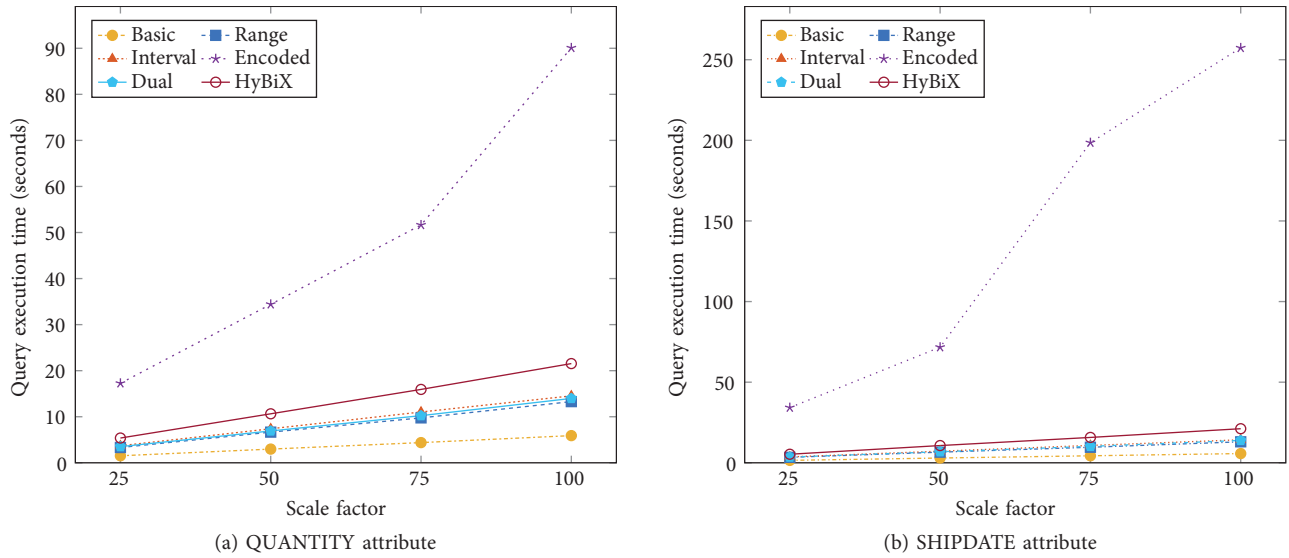 90
80
70
60
50
40
30
20
10
0
Query execution time (seconds)
Basic Range
Interval Encoded
Dual HyBiX
25 50 75 100
Scale factor
(a) QUANTITY attribute
250
200
150
100
50
0
Query execution time (seconds)
Basic Range
Interval Encoded
Dual HyBiX
25 50 75 100
Scale factor
(b) SHIPDATE attribute